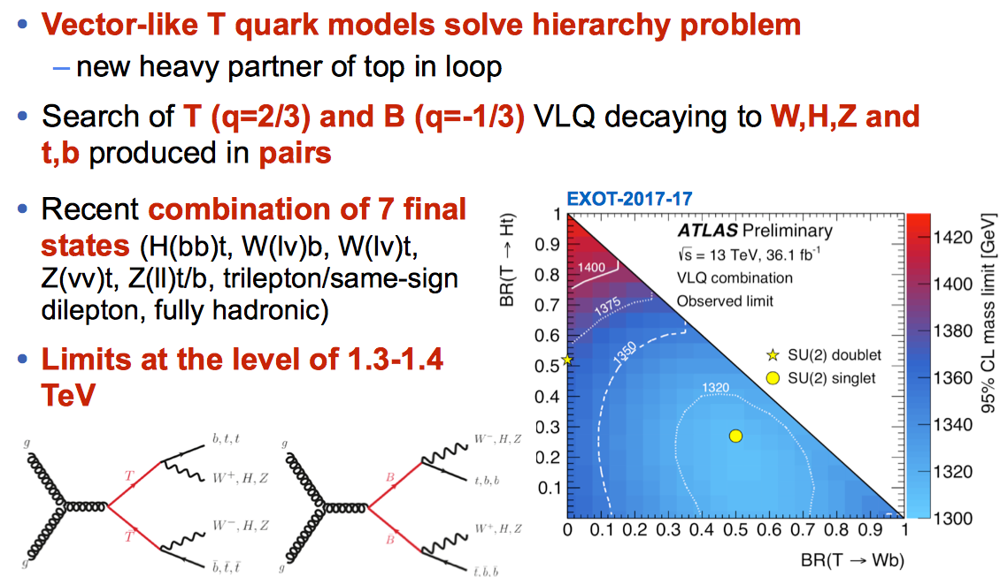 • Vector-like T quark models solve hierarchy problem
– new heavy partner of top in loop
• Search of T (q=2/3) and B (q=-1/3) VLQ decaying to W,H,Z and
t,b produced in pairs
• Recent combination of 7 final
states (H(bb)t, W(lv)b, W(lv)t,
Z(vv)t, Z(ll)t/b, trilepton/same-sign
dilepton, fully hadronic)
• Limits at the level of 1.3-1.4
TeV
EXOT-2017-17
BR(T → Ht)
1
0.9
0.8
0.7
0.6
0.5
0.4
0.3
0.2
0.1
ATLAS Preliminary
√s = 13 TeV, 36.1 fb⁻¹
VLQ combination
Observed limit
1400
1375
1350
1320
SU(2) doublet
SU(2) singlet
0 0.1 0.2 0.3 0.4 0.5 0.6 0.7 0.8 0.9 1
BR(T → Wb)
1420
1400
1380
1360
1340
1320
1300
95% CL mass limit [GeV]
g
g
T
T̄
b,t,t
W⁺,H,Z
W⁻,H,Z
b̄,t̄,t̄
g
g
B
B̄
W⁻,H,Z
t,b,b
W⁺,H,Z
t̄,b̄,b̄